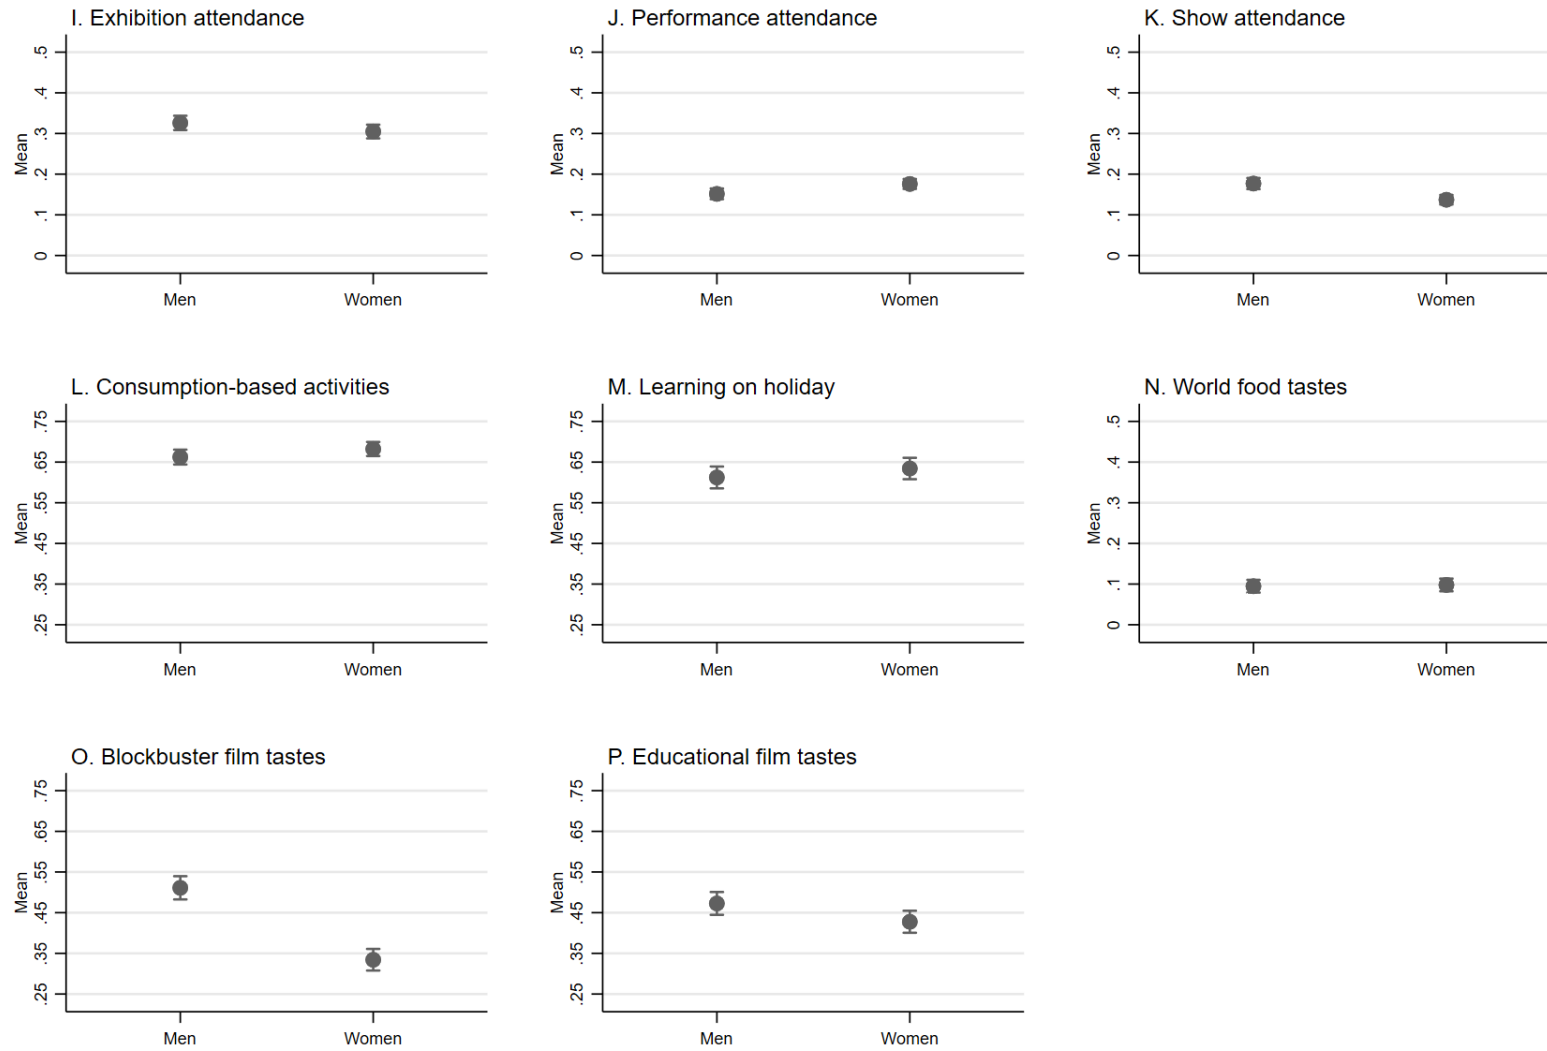 I. Exhibition attendance
.5
.4
.3
.2
.1
0
Mean
Men Women
J. Performance attendance
.5
.4
.3
.2
.1
0
Mean
Men Women
K. Show attendance
.5
.4
.3
.2
.1
0
Mean
Men Women
L. Consumption-based activities
.75
.65
.55
.45
.35
.25
Mean
Men Women
M. Learning on holiday
.75
.65
.55
.45
.35
.25
Mean
Men Women
N. World food tastes
.5
.4
.3
.2
.1
0
Mean
Men Women
O. Blockbuster film tastes
.75
.65
.55
.45
.35
.25
Mean
Men Women
P. Educational film tastes
.75
.65
.55
.45
.35
.25
Mean
Men Women